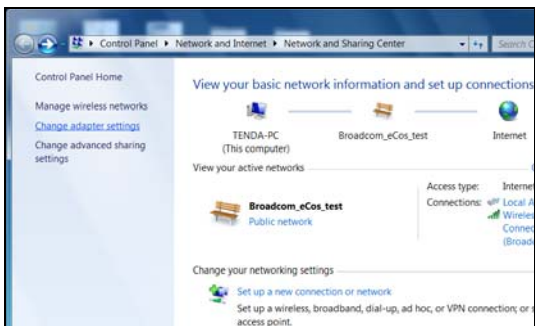 Control Panel ▸ Network and Internet ▸ Network and Sharing Center
Search C
Control Panel Home
Manage wireless networks
Change adapter settings
Change advanced sharing
settings
View your basic network information and set up connections
TENDA-PC
(This computer)
Broadcom_eCos_test
Internet
View your active networks
Broadcom_eCos_test
Public network
Access type: Interne
Connections: Local A
Wireles
Connec
(Broad
Change your networking settings
Set up a new connection or network
Set up a wireless, broadband, dial-up, ad hoc, or VPN connection; or s
access point.